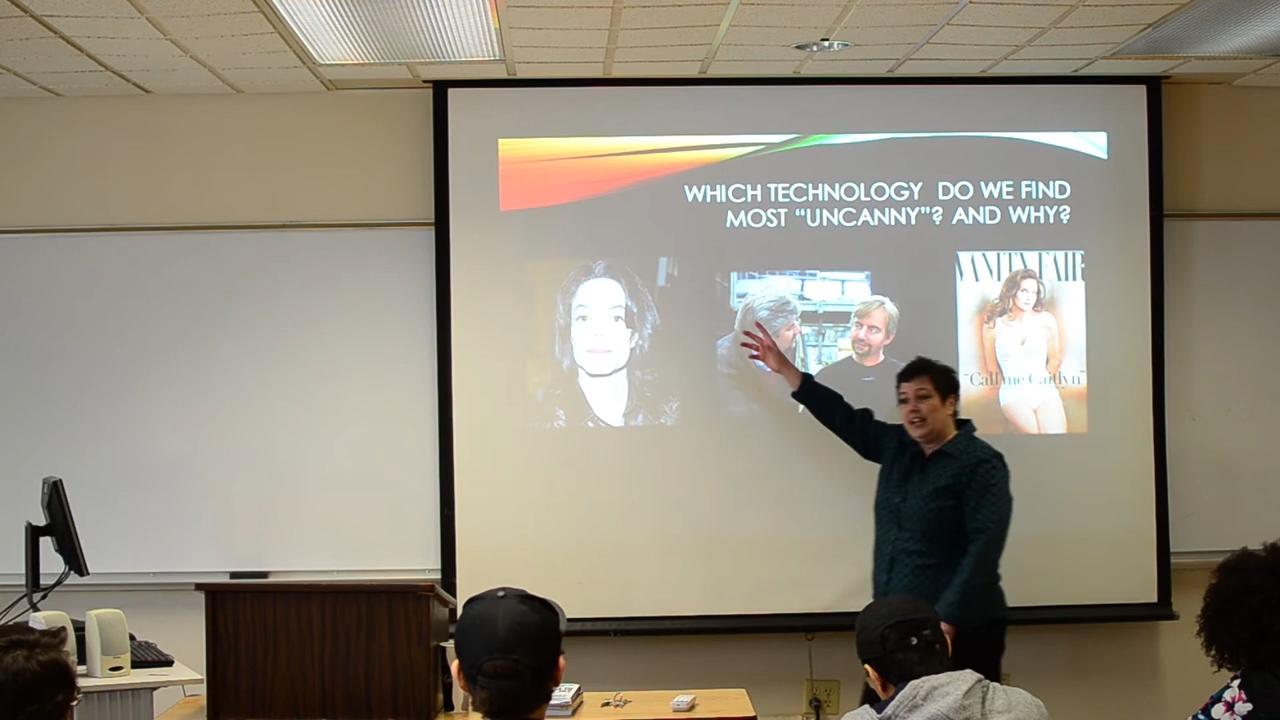 WHICH TECHNOLOGY DO WE FIND
MOST “UNCANNY”? AND WHY?
VANITY FAIR
“Call me Caitlyn”